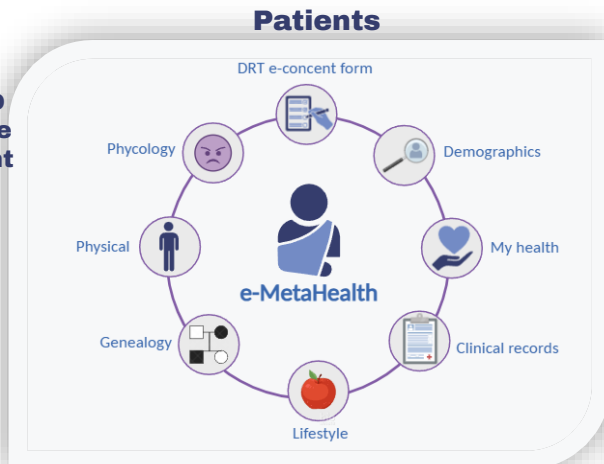 Patients
DRT e-concent form
Phycology
Demographics
Physical
My health
e-MetaHealth
Genealogy
Clinical records
Lifestyle